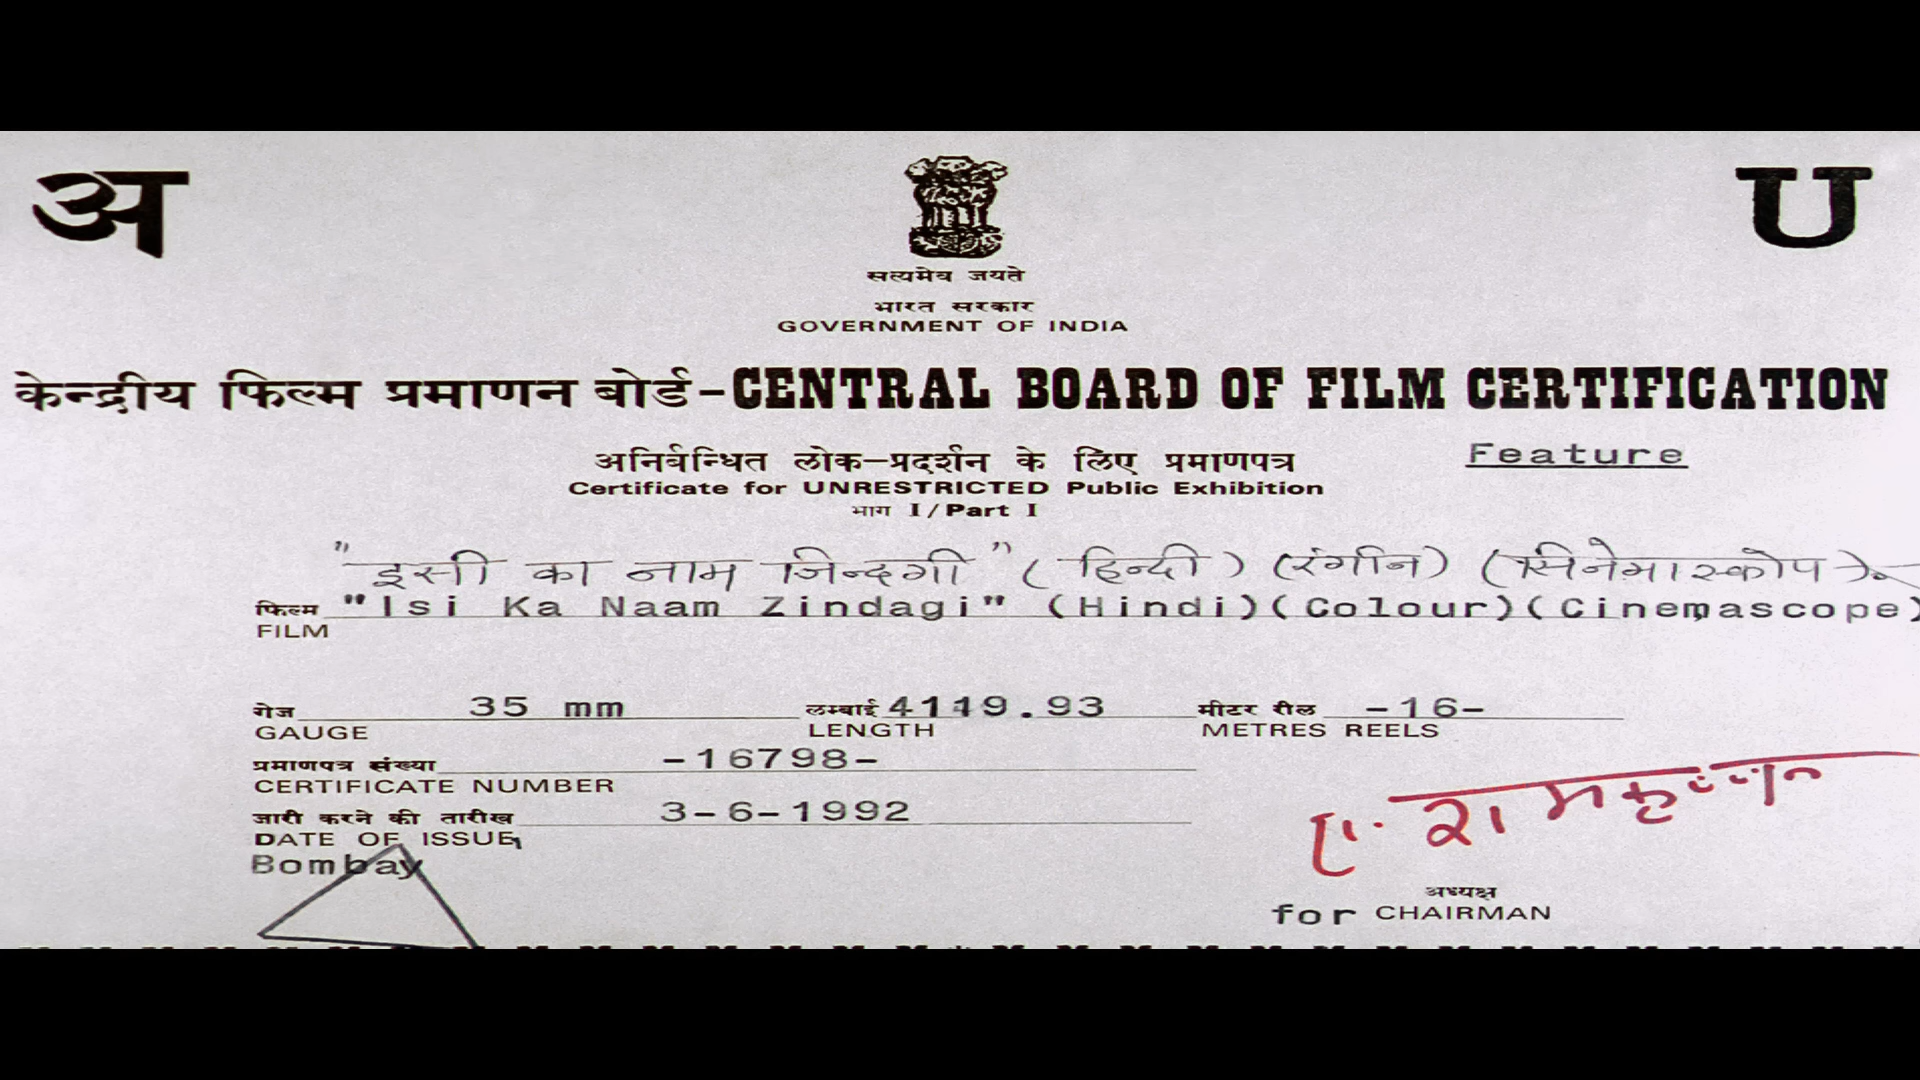 अ U
सत्यमेव जयते
भारत सरकार
GOVERNMENT OF INDIA
केन्द्रीय फिल्म प्रमाणन बोर्ड-CENTRAL BOARD OF FILM CERTIFICATION
अनिर्बन्धित लोक-प्रदर्शन के लिए प्रमाणपत्र Feature
Certificate for UNRESTRICTED Public Exhibition
भाग I/Part I
"इसी का नाम जिन्दगी" (हिन्दी) (रंगीन) (सिनेमास्कोप)
फिल्म "Isi Ka Naam Zindagi" (Hindi)(Colour)(Cinemascope)
FILM
गेज 35 mm लम्बाई 4119.93 मीटर रील -16-
GAUGE LENGTH METRES REELS
प्रमाणपत्र संख्या -16798-
CERTIFICATE NUMBER
जारी करने की तारीख 3-6-1992
DATE OF ISSUE
Bombay
रामकृष्णन
अध्यक्ष
for CHAIRMAN